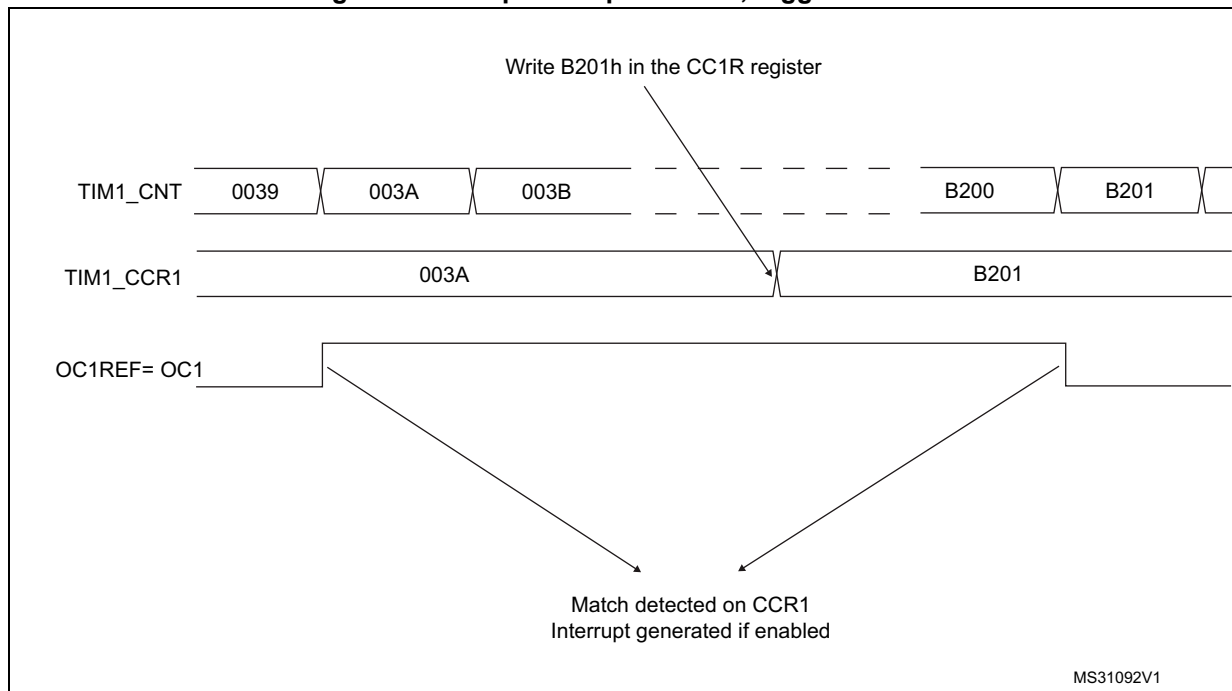 Write B201h in the CC1R register
TIM1_CNT 0039 003A 003B B200 B201
TIM1_CCR1 003A B201
OC1REF= OC1
Match detected on CCR1
Interrupt generated if enabled
MS31092V1